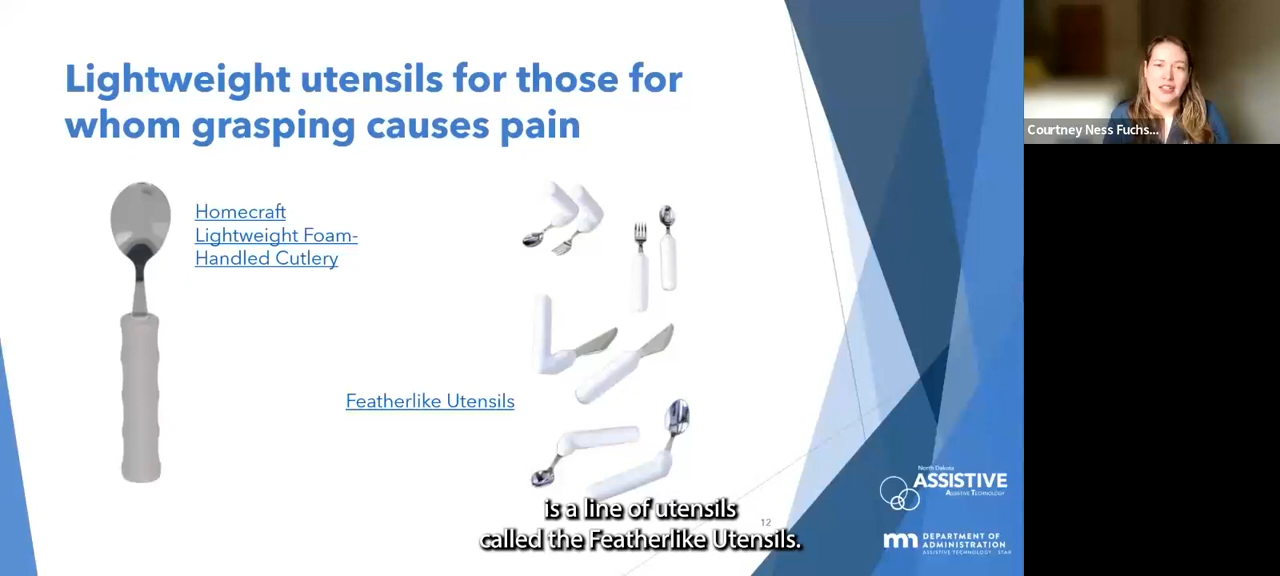 Lightweight utensils for those for
whom grasping causes pain
Homecraft
Lightweight Foam-
Handled Cutlery
Featherlike Utensils
is a line of utensils
called the Featherlike Utensils.
12
North Dakota
ASSISTIVE
ASSISTIVE TECHNOLOGY
DEPARTMENT OF
ADMINISTRATION
ASSISTIVE TECHNOLOGY STAR
Courtney Ness Fuchs...